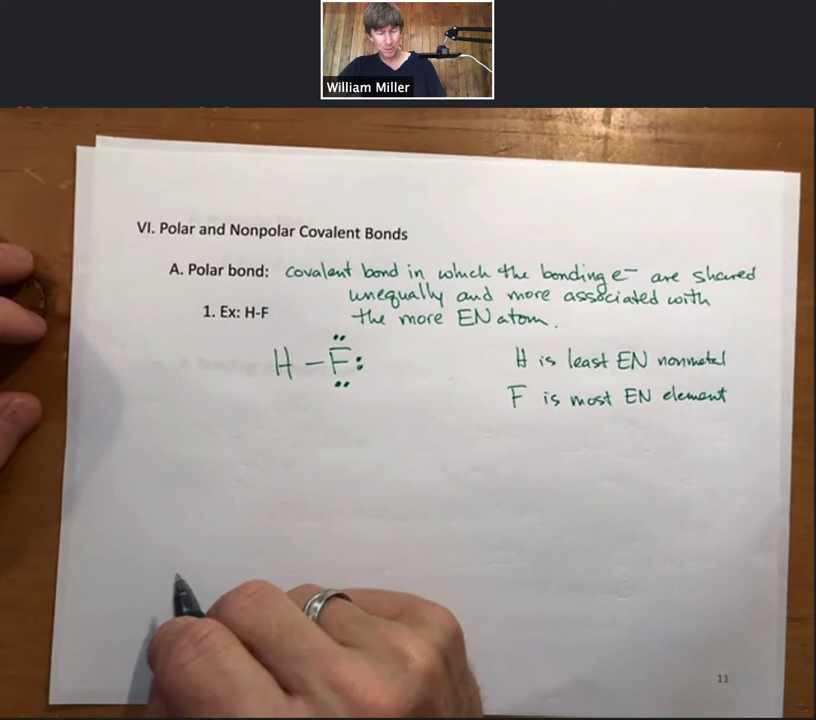 William Miller
VI. Polar and Nonpolar Covalent Bonds
A. Polar bond: covalent bond in which the bonding e⁻ are shared
unequally and more associated with
1. Ex: H-F the more EN atom.
H – F: H is least EN nonmetal
F is most EN element
11